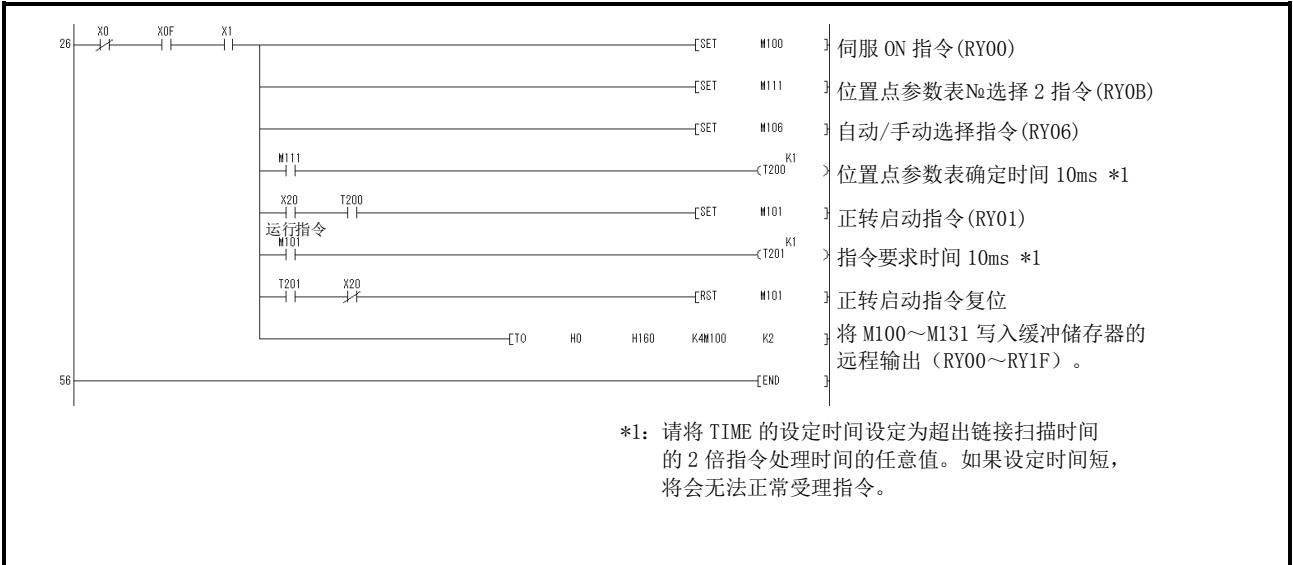 X0 X0F X1
26 [SET M100 ] 伺服 ON 指令(RY00)
[SET M111 ] 位置点参数表№选择 2 指令(RY0B)
[SET M106 ] 自动/手动选择指令(RY06)
M111 K1
(T200 ) 位置点参数表确定时间 10ms *1
X20 T200
[SET M101 ] 正转启动指令(RY01)
运行指令
M101 K1
(T201 ) 指令要求时间 10ms *1
T201 X20
[RST M101 ] 正转启动指令复位
[TO H0 H160 K4M100 K2 ] 将 M100～M131 写入缓冲储存器的
远程输出（RY00～RY1F）。
56 [END ]
*1: 请将 TIME 的设定时间设定为超出链接扫描时间
的 2 倍指令处理时间的任意值。如果设定时间短，
将会无法正常受理指令。